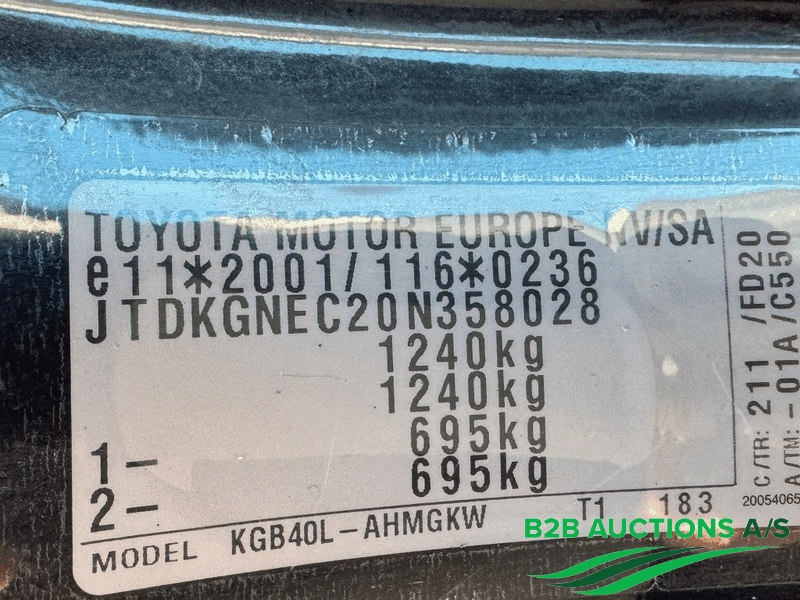 TOYOTA MOTOR EUROPE NV/SA
e11*2001/116*0236
JTDKGNEC20N358028
1240kg
1240kg
1- 695kg
2- 695kg
MODEL KGB40L-AHMGKW T1 183
C/TR: 211 /FD20
A/TM: -01A/C550
20054065
B2B AUCTIONS A/S